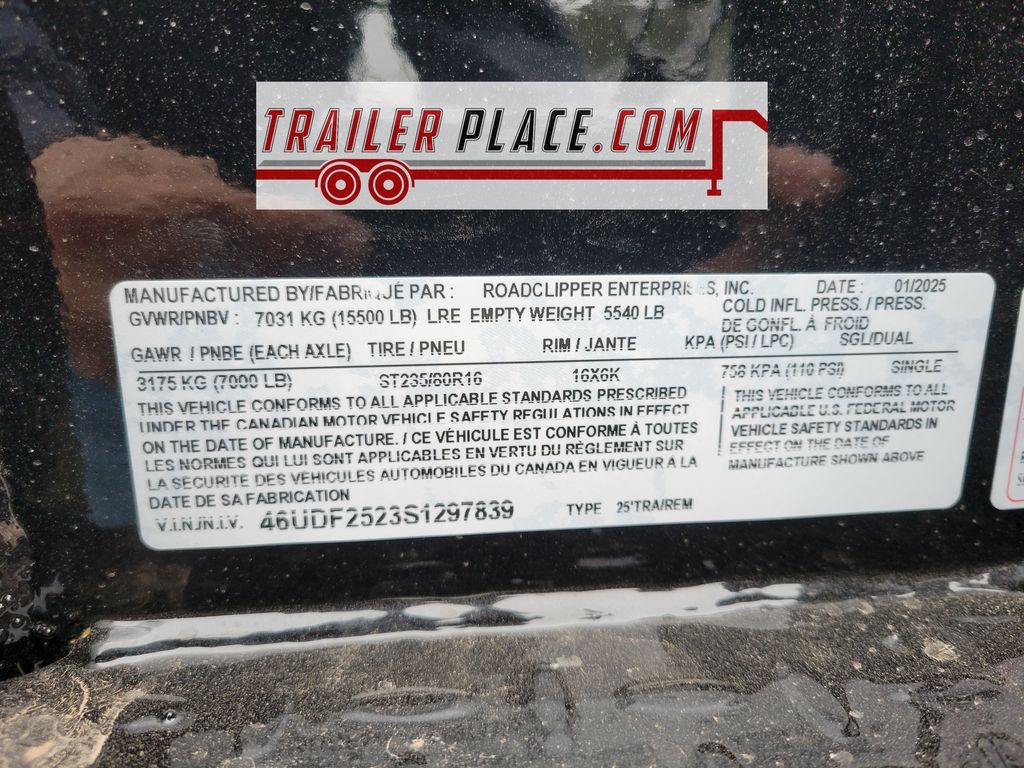 TRAILER PLACE.COM
MANUFACTURED BY/FABRIQUÉ PAR : ROADCLIPPER ENTERPRISES, INC. DATE : 01/2025
GVWR/PNBV : 7031 KG (15500 LB) LRE EMPTY WEIGHT 5540 LB COLD INFL. PRESS. / PRESS.
DE GONFL. À FROID
GAWR / PNBE (EACH AXLE) TIRE / PNEU RIM / JANTE KPA (PSI / LPC) SGL/DUAL
3175 KG (7000 LB) ST235/80R16 16X6K 758 KPA (110 PSI) SINGLE
THIS VEHICLE CONFORMS TO ALL APPLICABLE STANDARDS PRESCRIBED
UNDER THE CANADIAN MOTOR VEHICLE SAFETY REGULATIONS IN EFFECT
ON THE DATE OF MANUFACTURE. / CE VÉHICULE EST CONFORME À TOUTES
LES NORMES QUI LUI SONT APPLICABLES EN VERTU DU RÈGLEMENT SUR
LA SÉCURITÉ DES VÉHICULES AUTOMOBILES DU CANADA EN VIGUEUR À LA
DATE DE SA FABRICATION
THIS VEHICLE CONFORMS TO ALL
APPLICABLE U.S. FEDERAL MOTOR
VEHICLE SAFETY STANDARDS IN
EFFECT ON THE DATE OF
MANUFACTURE SHOWN ABOVE
V.I.N./N.I.V. 46UDF2523S1297839 TYPE 25'TRA/REM